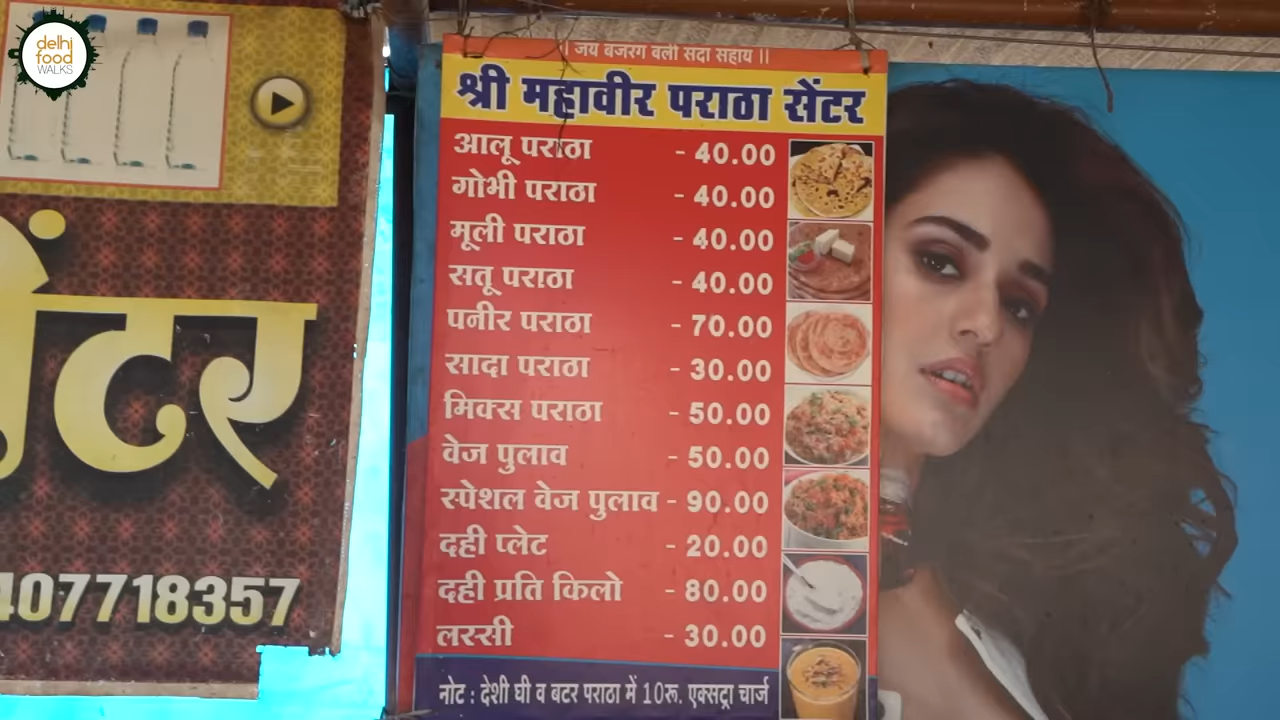 delhi
food
WALKS
।। जय बजरंग बली सदा सहाय ।।
श्री महावीर पराठा सेंटर
आलू पराठा - 40.00
गोभी पराठा - 40.00
मूली पराठा - 40.00
सतू पराठा - 40.00
पनीर पराठा - 70.00
सादा पराठा - 30.00
मिक्स पराठा - 50.00
वेज पुलाव - 50.00
स्पेशल वेज पुलाव - 90.00
दही प्लेट - 20.00
दही प्रति किलो - 80.00
लस्सी - 30.00
नोट : देशी घी व बटर पराठा में 10रू. एक्सट्रा चार्ज
ेंटर
407718357